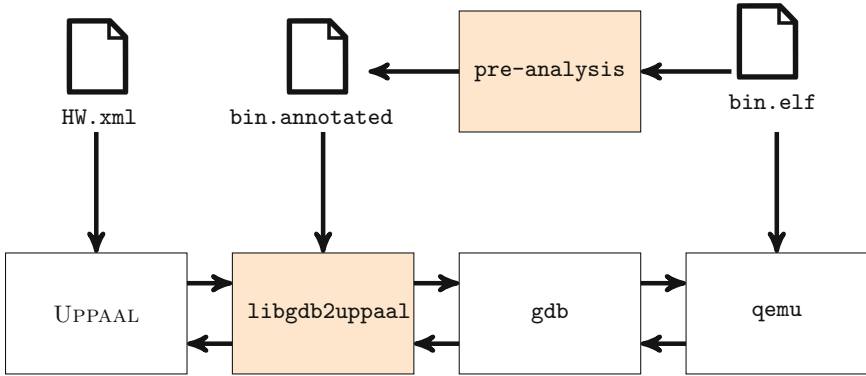 pre-analysis
HW.xml
bin.annotated
bin.elf
UPPAAL
libgdb2uppaal
gdb
qemu